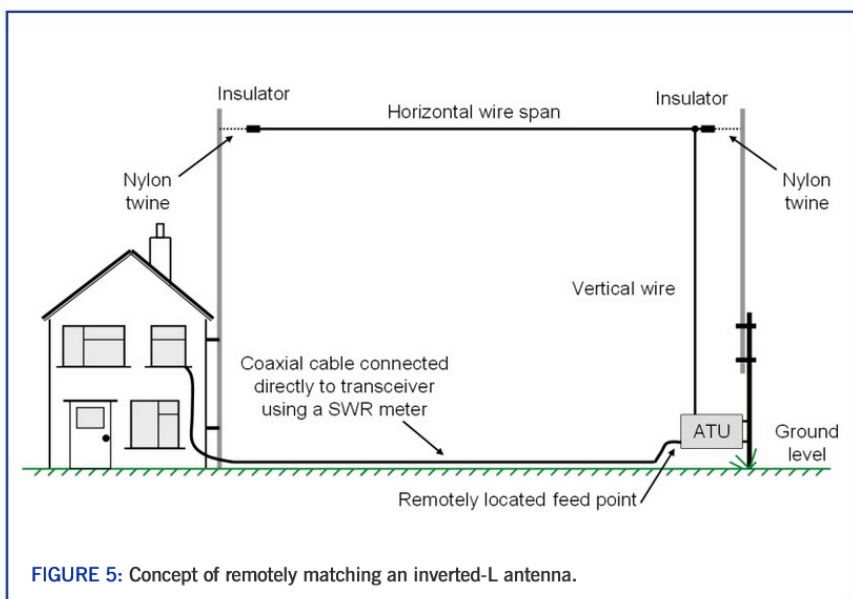 Insulator
Horizontal wire span
Insulator
Nylon
twine
Nylon
twine
Vertical wire
Coaxial cable connected
directly to transceiver
using a SWR meter
ATU
Ground
level
Remotely located feed point
FIGURE 5: Concept of remotely matching an inverted-L antenna.